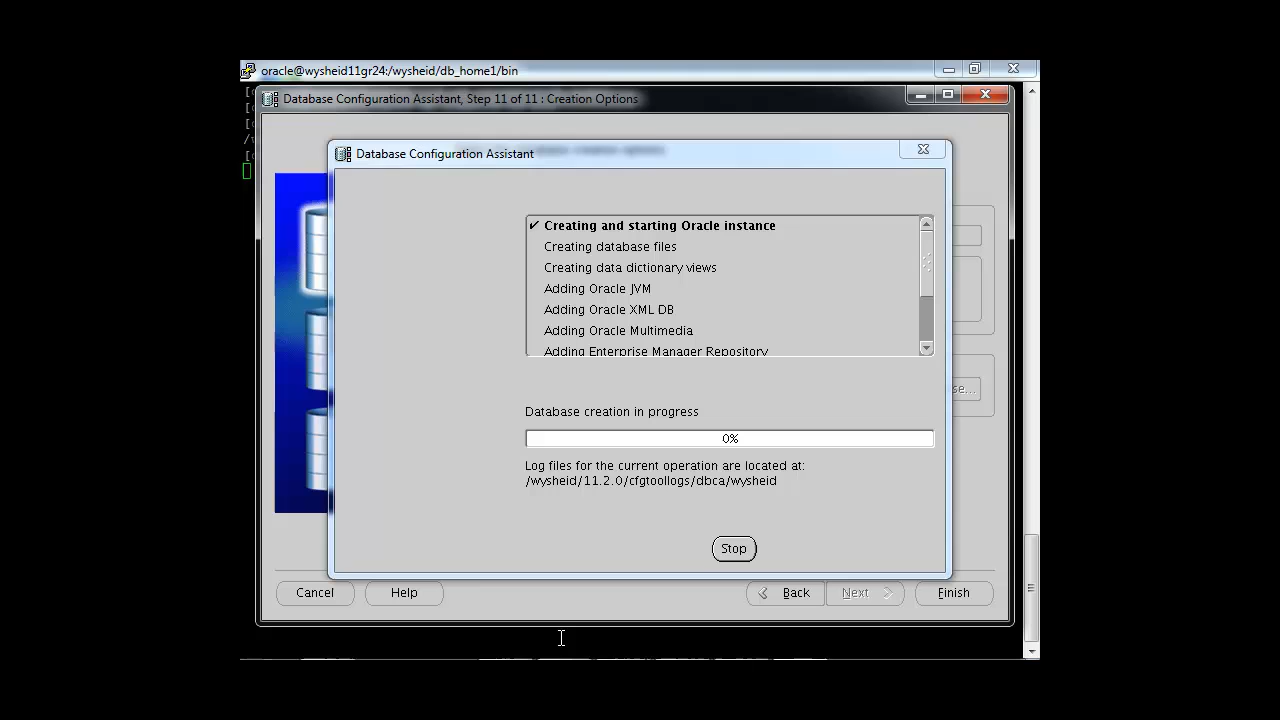 oracle@wysheid11gr24:/wysheid/db_home1/bin
Database Configuration Assistant, Step 11 of 11 : Creation Options
Database Configuration Assistant
✔ Creating and starting Oracle instance
Creating database files
Creating data dictionary views
Adding Oracle JVM
Adding Oracle XML DB
Adding Oracle Multimedia
Adding Enterprise Manager Repository
Database creation in progress
0%
Log files for the current operation are located at:
/wysheid/11.2.0/cfgtoollogs/dbca/wysheid
Stop
se...
Cancel Help Back Next Finish